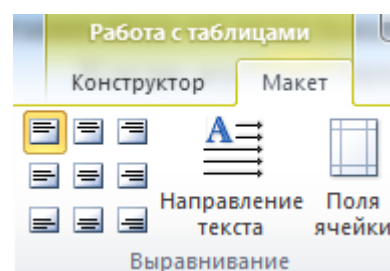 Работа с таблицами
Конструктор Макет
Направление текста
Поля ячейки
Выравнивание